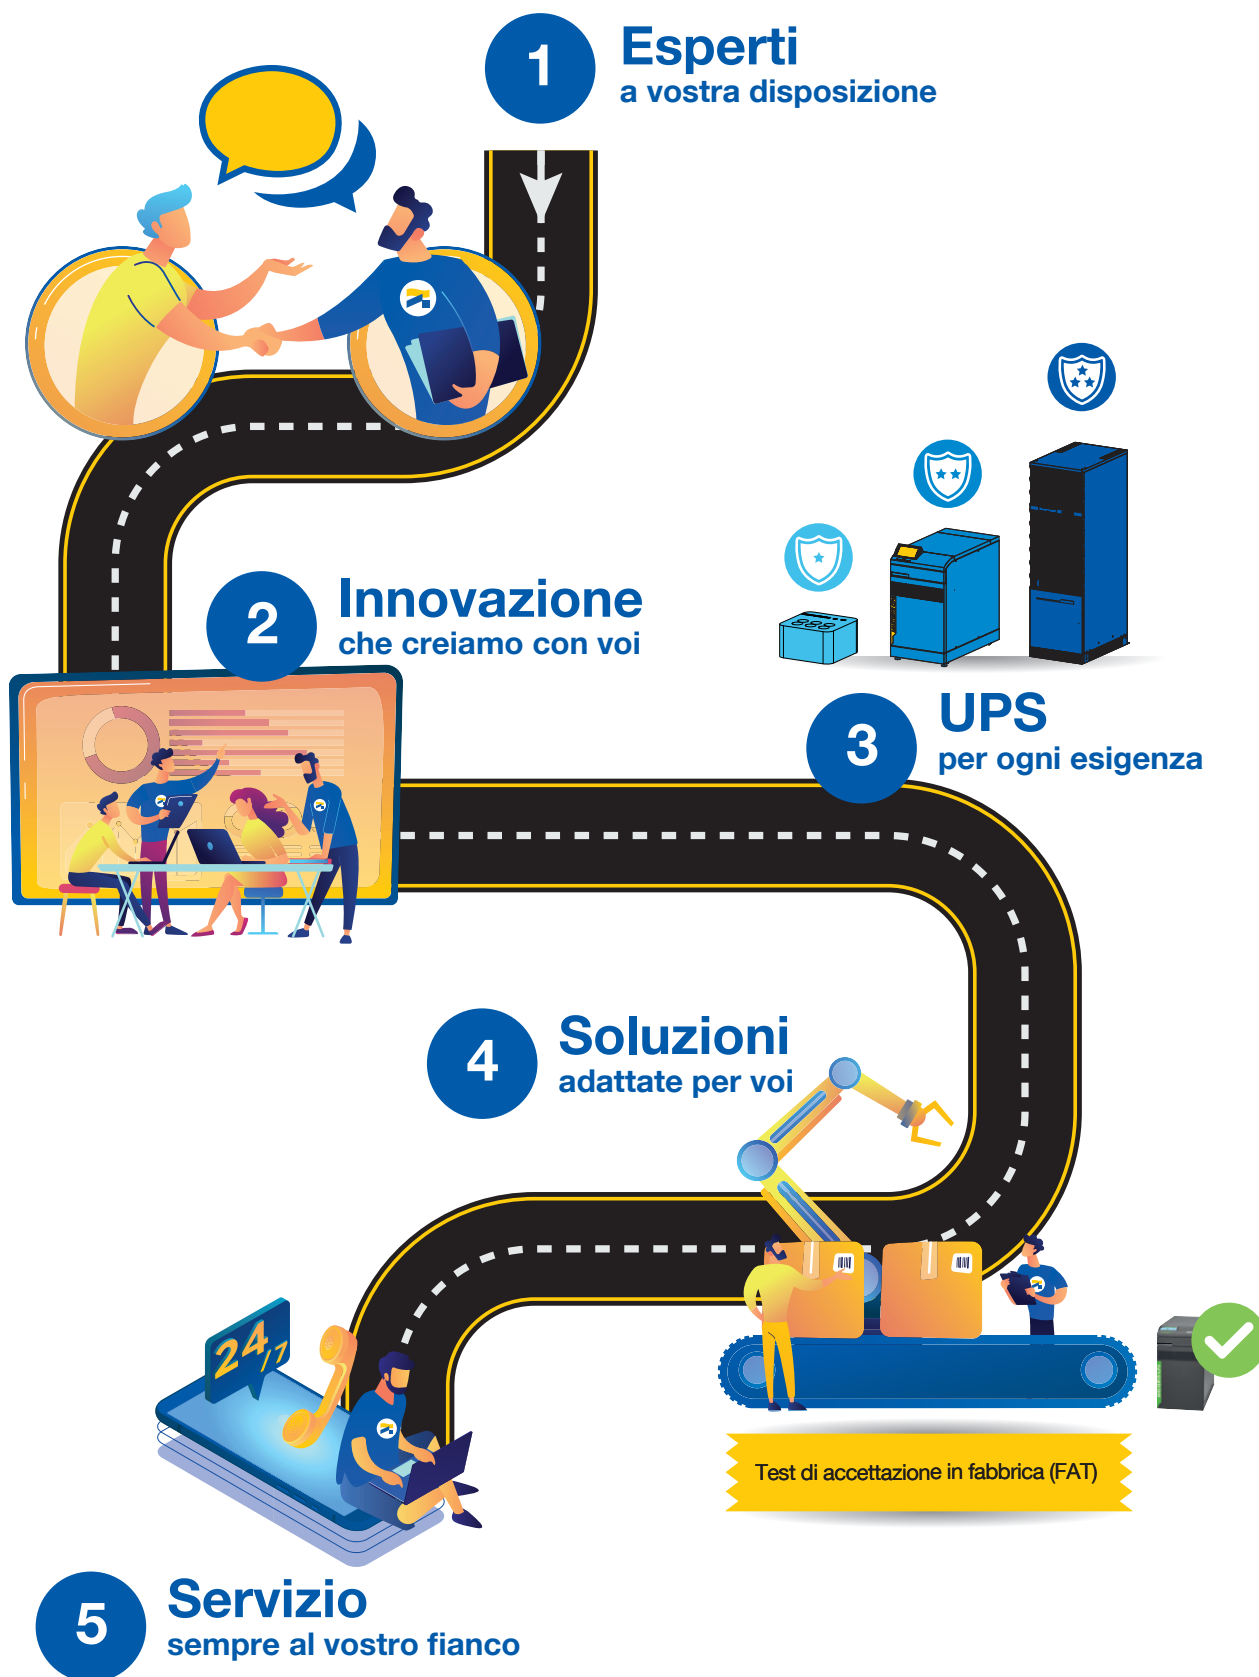 1
Esperti
a vostra disposizione
2
Innovazione
che creiamo con voi
3
UPS
per ogni esigenza
4
Soluzioni
adattate per voi
24/7
Test di accettazione in fabbrica (FAT)
5
Servizio
sempre al vostro fianco